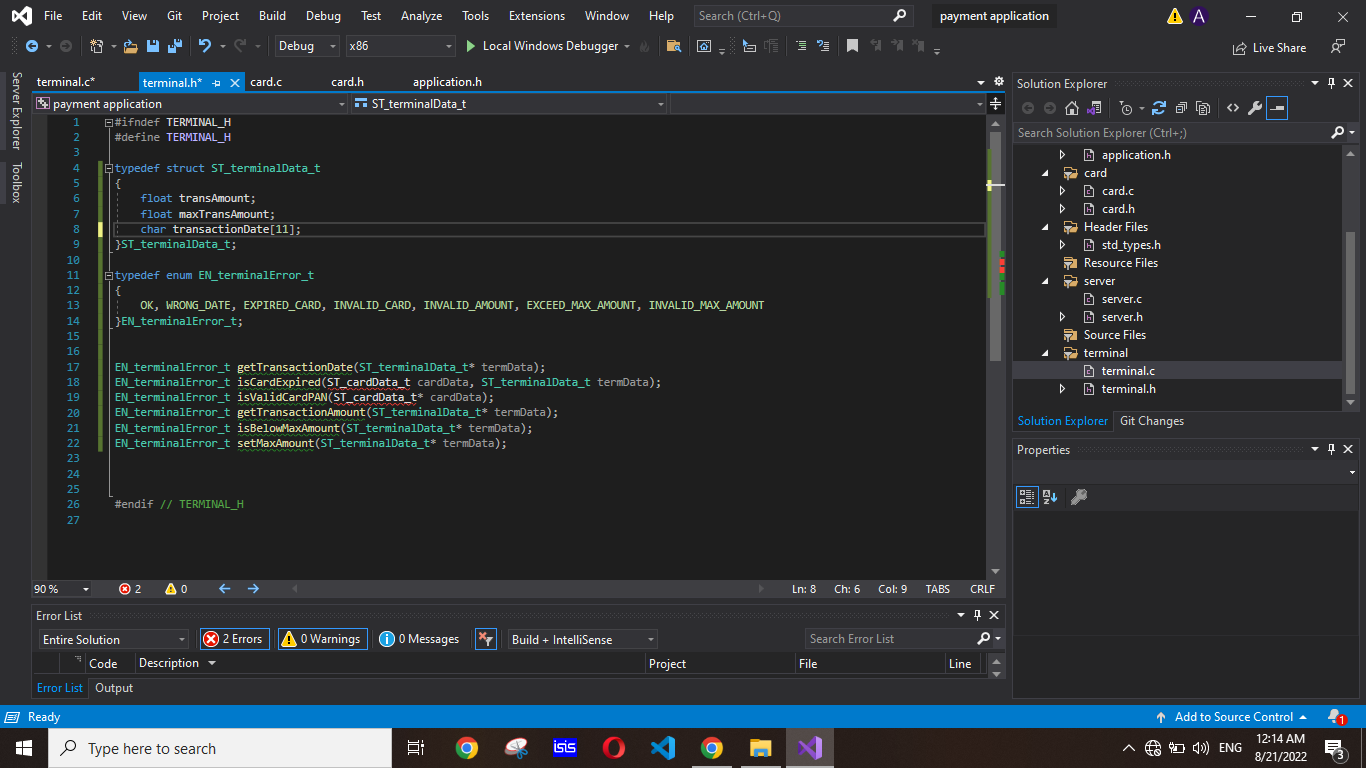 File Edit View Git Project Build Debug Test Analyze Tools Extensions Window Help Search (Ctrl+Q) payment application A
Debug x86 Local Windows Debugger Live Share
Server Explorer
Toolbox
terminal.c* terminal.h* card.c card.h application.h
payment application ST_terminalData_t
1 #ifndef TERMINAL_H
2 #define TERMINAL_H
3
4 typedef struct ST_terminalData_t
5 {
6 float transAmount;
7 float maxTransAmount;
8 char transactionDate[11];
9 }ST_terminalData_t;
10
11 typedef enum EN_terminalError_t
12 {
13 OK, WRONG_DATE, EXPIRED_CARD, INVALID_CARD, INVALID_AMOUNT, EXCEED_MAX_AMOUNT, INVALID_MAX_AMOUNT
14 }EN_terminalError_t;
15
16
17 EN_terminalError_t getTransactionDate(ST_terminalData_t* termData);
18 EN_terminalError_t isCardExpired(ST_cardData_t cardData, ST_terminalData_t termData);
19 EN_terminalError_t isValidCardPAN(ST_cardData_t* cardData);
20 EN_terminalError_t getTransactionAmount(ST_terminalData_t* termData);
21 EN_terminalError_t isBelowMaxAmount(ST_terminalData_t* termData);
22 EN_terminalError_t setMaxAmount(ST_terminalData_t* termData);
23
24
25
26 #endif // TERMINAL_H
27
90 % 2 0 Ln: 8 Ch: 6 Col: 9 TABS CRLF
Error List
Entire Solution 2 Errors 0 Warnings 0 Messages Build + IntelliSense Search Error List
Code Description Project File Line
Error List Output
Solution Explorer
Search Solution Explorer (Ctrl+;)
application.h
card
card.c
card.h
Header Files
std_types.h
Resource Files
server
server.c
server.h
Source Files
terminal
terminal.c
terminal.h
Solution Explorer Git Changes
Properties
Ready Add to Source Control 1
Type here to search isis ENG 12:14 AM
8/21/2022 3